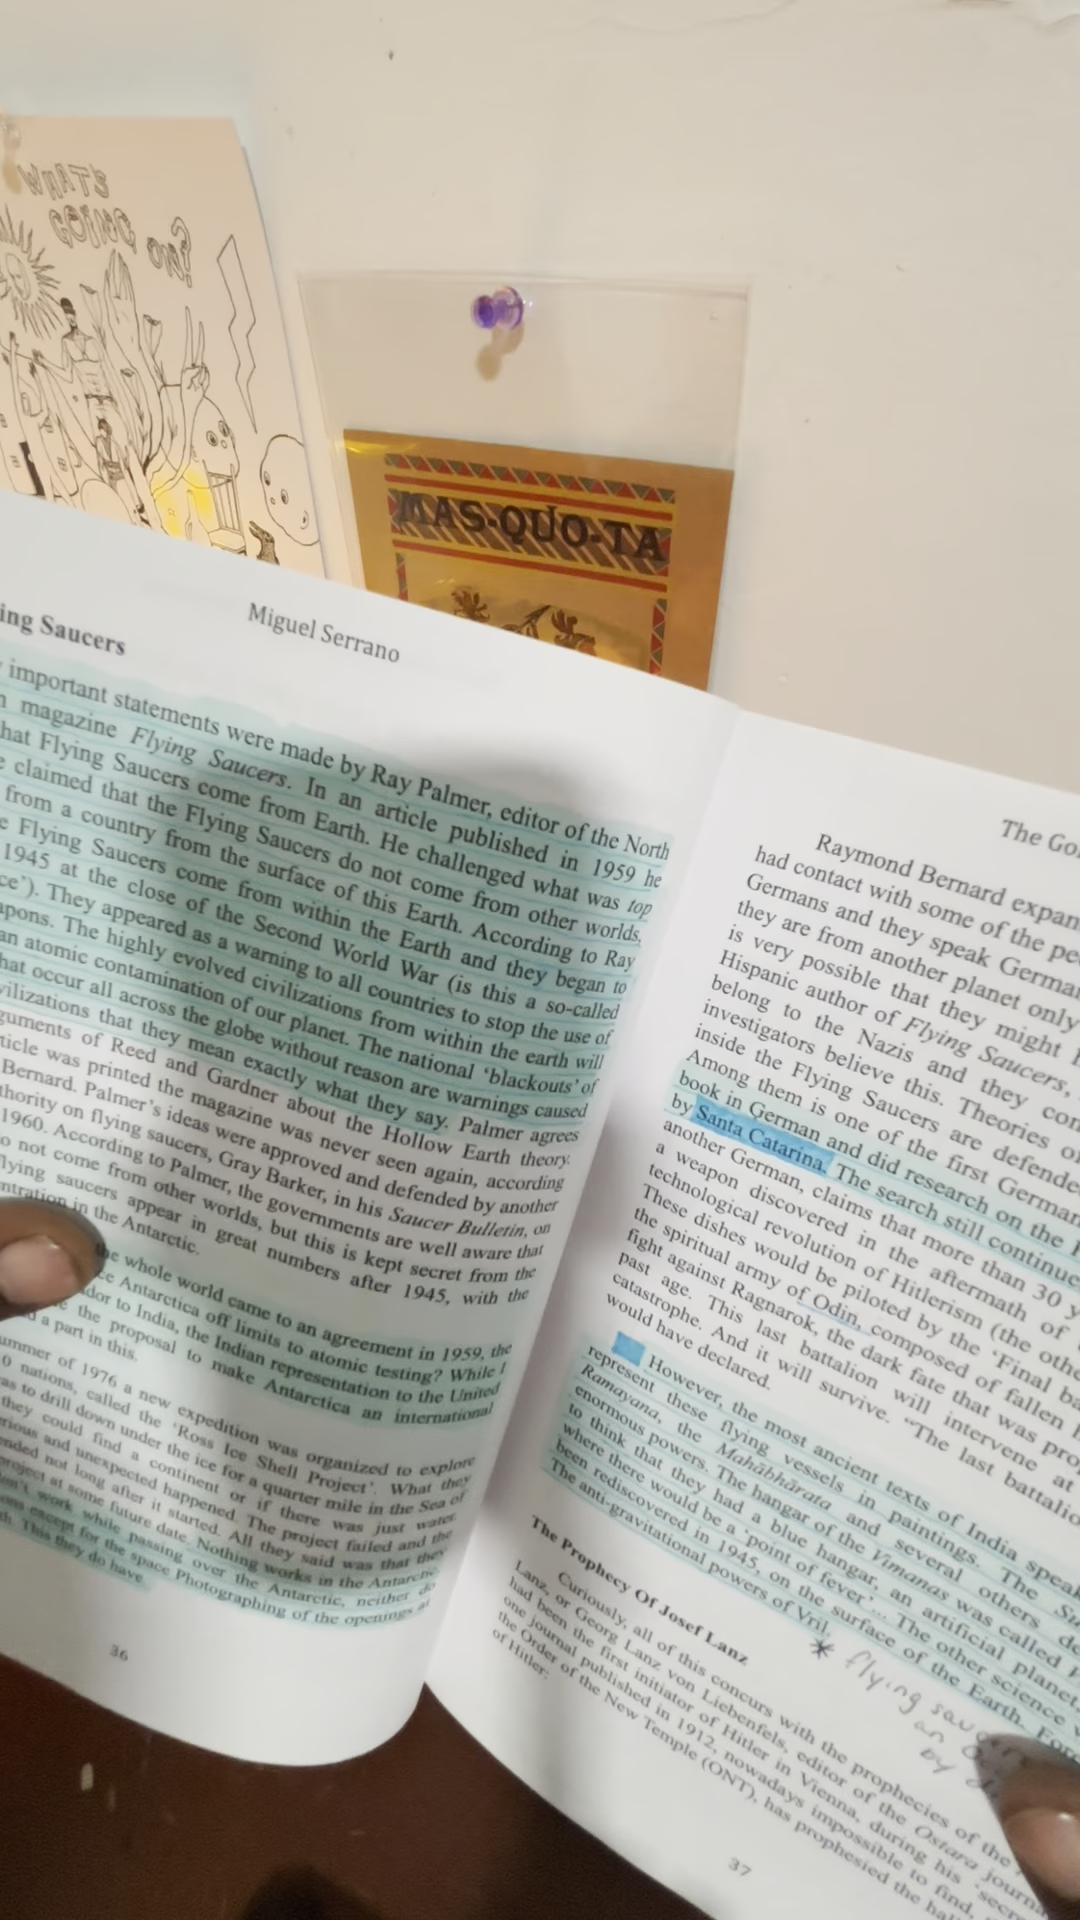 WHATS
GOING
On?
MAS-QUO-TA
Miguel Serrano
ing Saucers
important statements were made by Ray Palmer, editor of the North
magazine Flying Saucers. In an article published in 1959 he
hat Flying Saucers come from Earth. He challenged what was top
claimed that the Flying Saucers do not come from other worlds,
from a country from the surface of this Earth. According to Ray
Flying Saucers come from within the Earth and they began to
1945 at the close of the Second World War (is this a so-called
ce'). They appeared as a warning to all countries to stop the use of
apons. The highly evolved civilizations from within the earth will
an atomic contamination of our planet. The national 'blackouts' of
hat occur all across the globe without reason are warnings caused
vilizations that they mean exactly what they say. Palmer agrees
guments of Reed and Gardner about the Hollow Earth theory.
ticle was printed the magazine was never seen again, according
Bernard. Palmer's ideas were approved and defended by another
thority on flying saucers, Gray Barker, in his Saucer Bulletin, on
1960. According to Palmer, the governments are well aware that
o not come from other worlds, but this is kept secret from the
flying saucers appear in great numbers after 1945, with the
ntration in the Antarctic.
he whole world came to an agreement in 1959, the
ce Antarctica off limits to atomic testing? While I
ador to India, the Indian representation to the United
the proposal to make Antarctica an international
d a part in this.
ummer of 1976 a new expedition was organized to explore
0 nations, called the 'Ross Ice Shell Project'. What they
as to drill down under the ice for a quarter mile in the Sea of
they could find a continent or if there was just water.
erious and unexpected happened. The project failed and the
ended not long after it started. All they said was that they
project at some future date. Nothing works in the Antarctic
on't work while passing over the Antarctic, neither do
ons except for the space Photographing of the openings at
th. This they do have.
36
The Go
Raymond Bernard expan
had contact with some of the pe
Germans and they speak German
they are from another planet only
is very possible that they might
Hispanic author of Flying Saucers,
belong to the Nazis and they con
investigators believe this. Theories o
inside the Flying Saucers are defende
Among them is one of the first German
book in German and did research on the
by Santa Catarina. The search still continue
another German, claims that more than 30 y
a weapon discovered in the aftermath of
technological revolution of Hitlerism (the othe
These dishes would be piloted by the 'Final ba
the spiritual army of Odin, composed of fallen
fight against Ragnarok, the dark fate that was pro
past age. This last battalion will intervene at
catastrophe. And it will survive. "The last battalio
would have declared.
However, the most ancient texts of India speak
represent these flying vessels in paintings. The Su
Ramayana, the Mahābhārata and several others de
enormous powers. The hangar of the Vimanas was called
to think that they had a blue hangar, an artificial planet,
where there would be a 'point of fever'... The other science
been rediscovered in 1945, on the surface of the Earth. For
The anti-gravitational powers of Vril.
* flying sau
an
by
The Prophecy Of Josef Lanz
Curiously, all of this concurs with the prophecies of the
Lanz, or Georg Lanz von Liebenfels, editor of the Ostara journ
had been the first initiator of Hitler in Vienna, during his 'secr
one journal published in 1912, nowadays impossible to find,
the Order of the New Temple (ONT), has prophesied the
of Hitler:
37